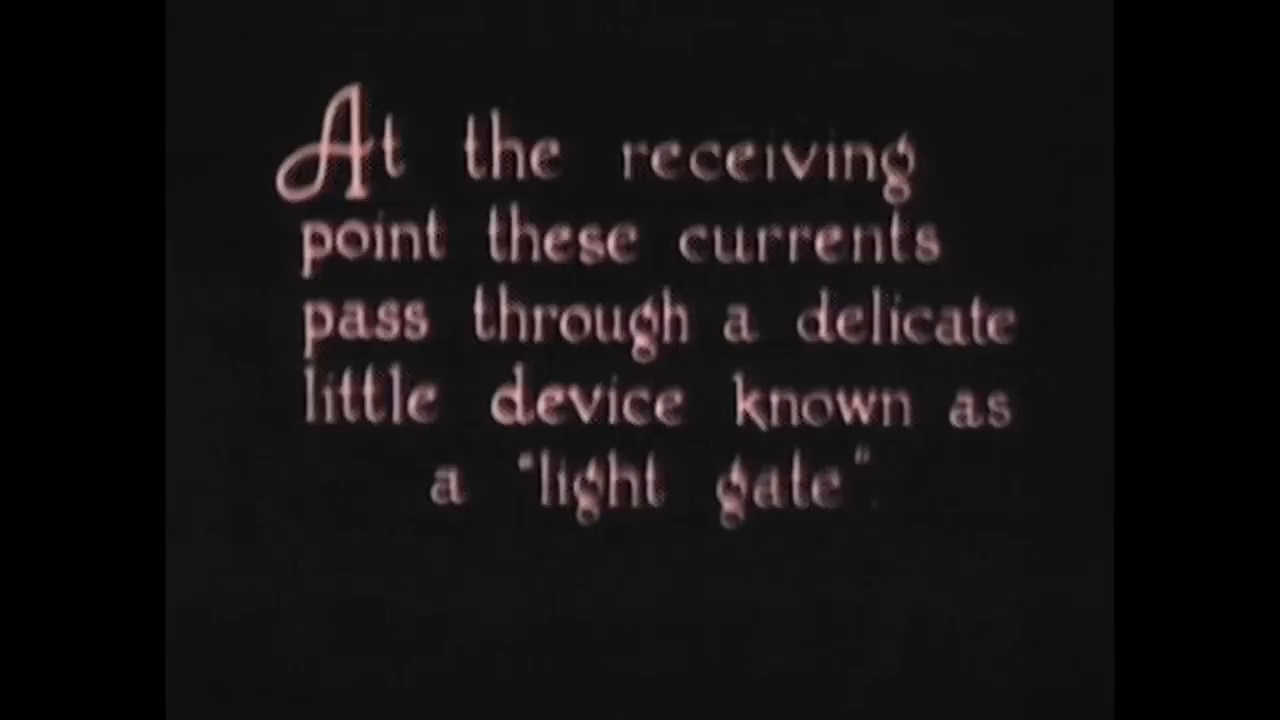 At the receiving
point these currents
pass through a delicate
little device known as
a "light gate".